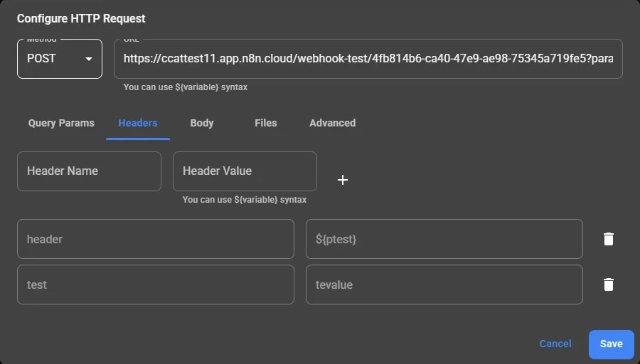 Configure HTTP Request
Method
URL
POST
https://ccattest11.app.n8n.cloud/webhook-test/4fb814b6-ca40-47e9-ae98-75345a719fe5?para
You can use ${variable} syntax
Query Params Headers Body Files Advanced
Header Name
Header Value
You can use ${variable} syntax
header
${ptest}
test
tevalue
Cancel
Save